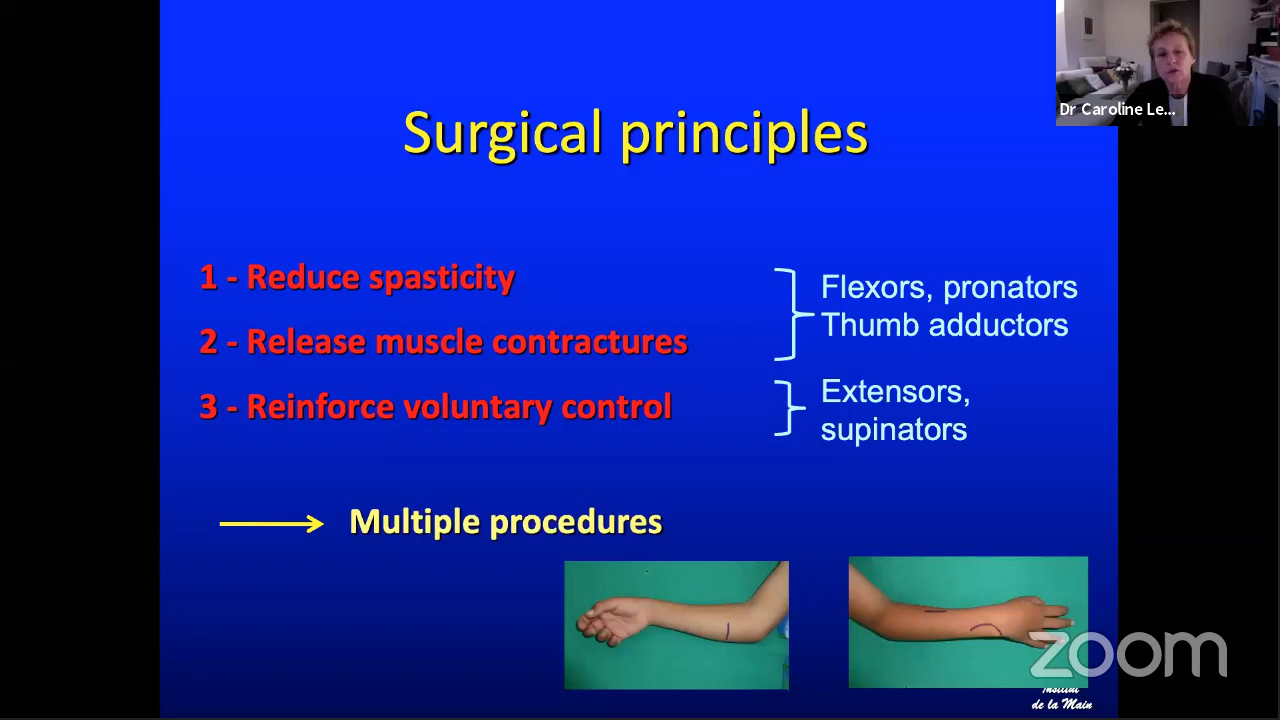 Dr Caroline Le...
Surgical principles
1 - Reduce spasticity
2 - Release muscle contractures
3 - Reinforce voluntary control
Flexors, pronators
Thumb adductors
Extensors,
supinators
Multiple procedures
zoom
Institut
de la Main